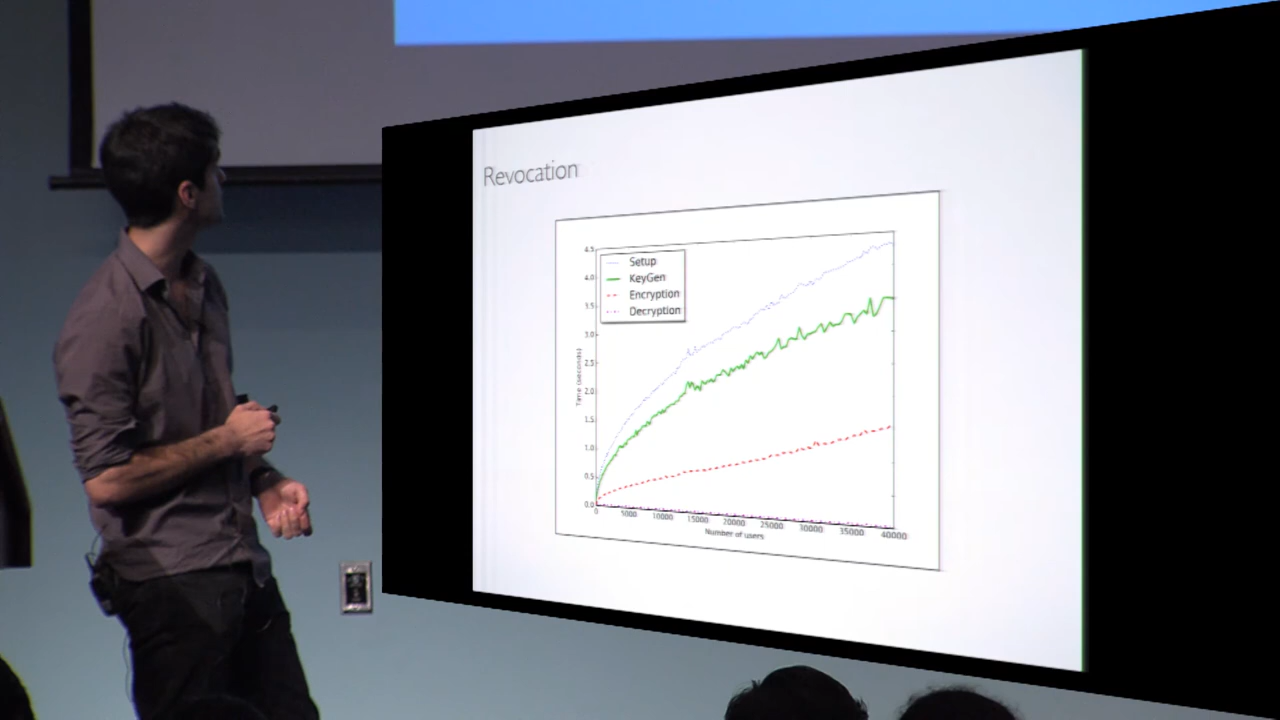 Revocation
Setup
KeyGen
Encryption
Decryption
4.5
4.0
3.5
3.0
2.5
2.0
1.5
1.0
0.5
0.0
Time (seconds)
0 5000 10000 15000 20000 25000 30000 35000 40000
Number of users